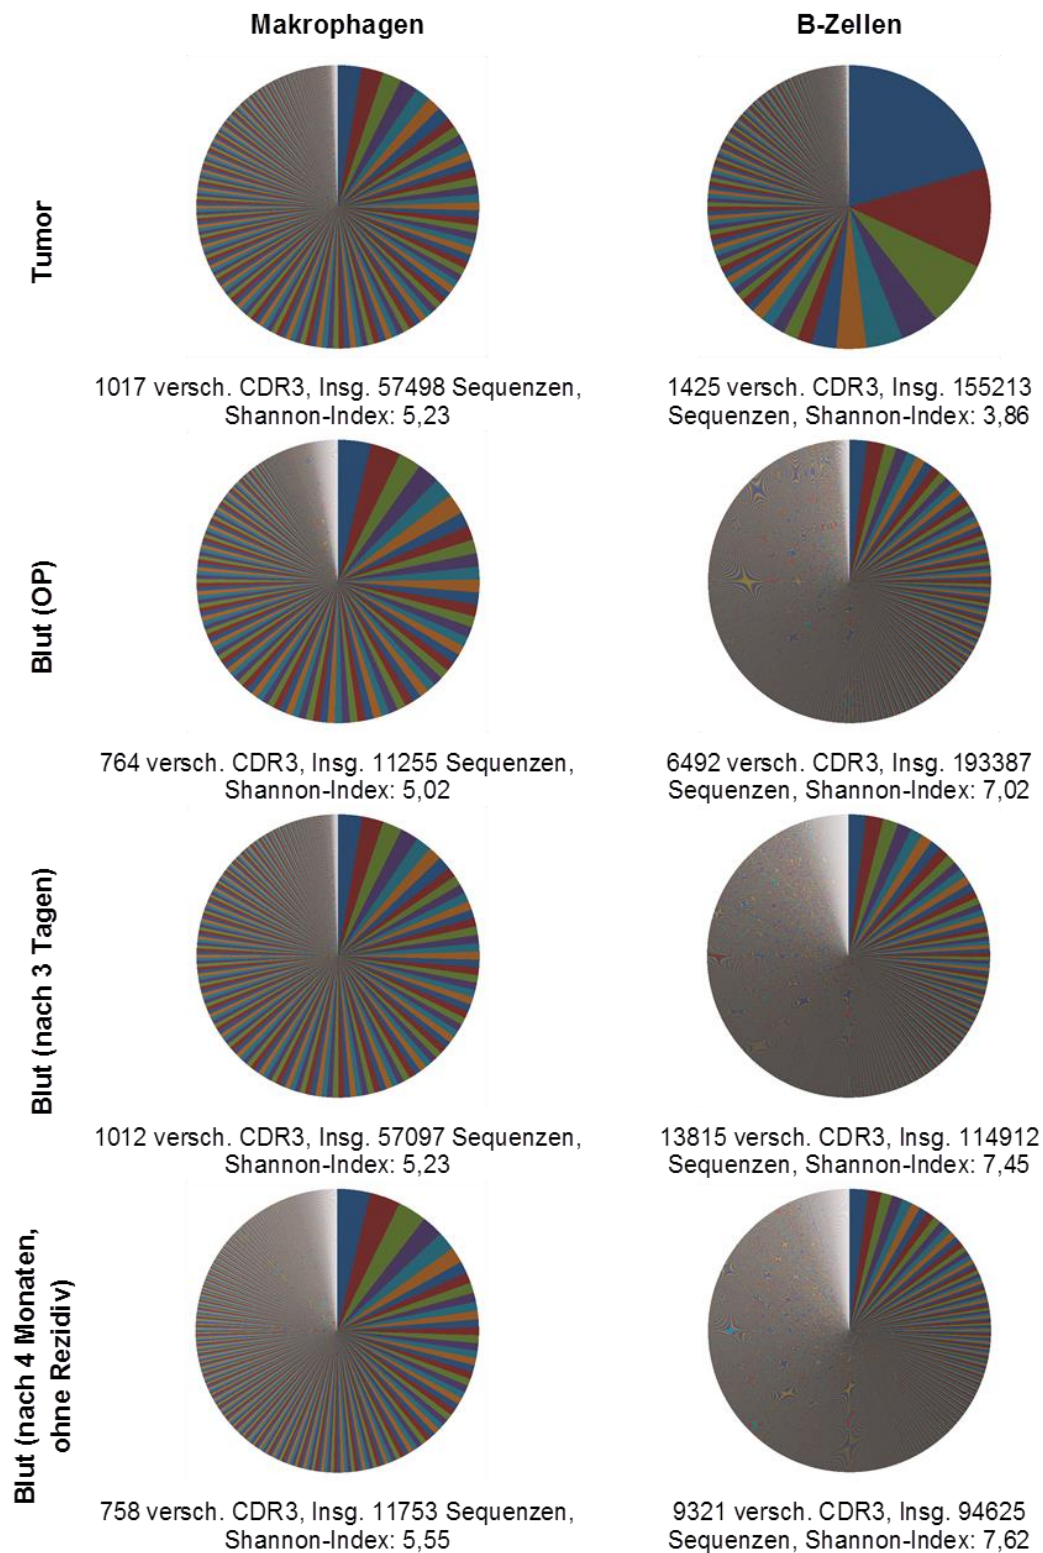 Makrophagen
B-Zellen
Tumor
1017 versch. CDR3, Insg. 57498 Sequenzen,
Shannon-Index: 5,23
1425 versch. CDR3, Insg. 155213
Sequenzen, Shannon-Index: 3,86
Blut (OP)
764 versch. CDR3, Insg. 11255 Sequenzen,
Shannon-Index: 5,02
6492 versch. CDR3, Insg. 193387
Sequenzen, Shannon-Index: 7,02
Blut (nach 3 Tagen)
1012 versch. CDR3, Insg. 57097 Sequenzen,
Shannon-Index: 5,23
13815 versch. CDR3, Insg. 114912
Sequenzen, Shannon-Index: 7,45
Blut (nach 4 Monaten,
ohne Rezidiv)
758 versch. CDR3, Insg. 11753 Sequenzen,
Shannon-Index: 5,55
9321 versch. CDR3, Insg. 94625
Sequenzen, Shannon-Index: 7,62